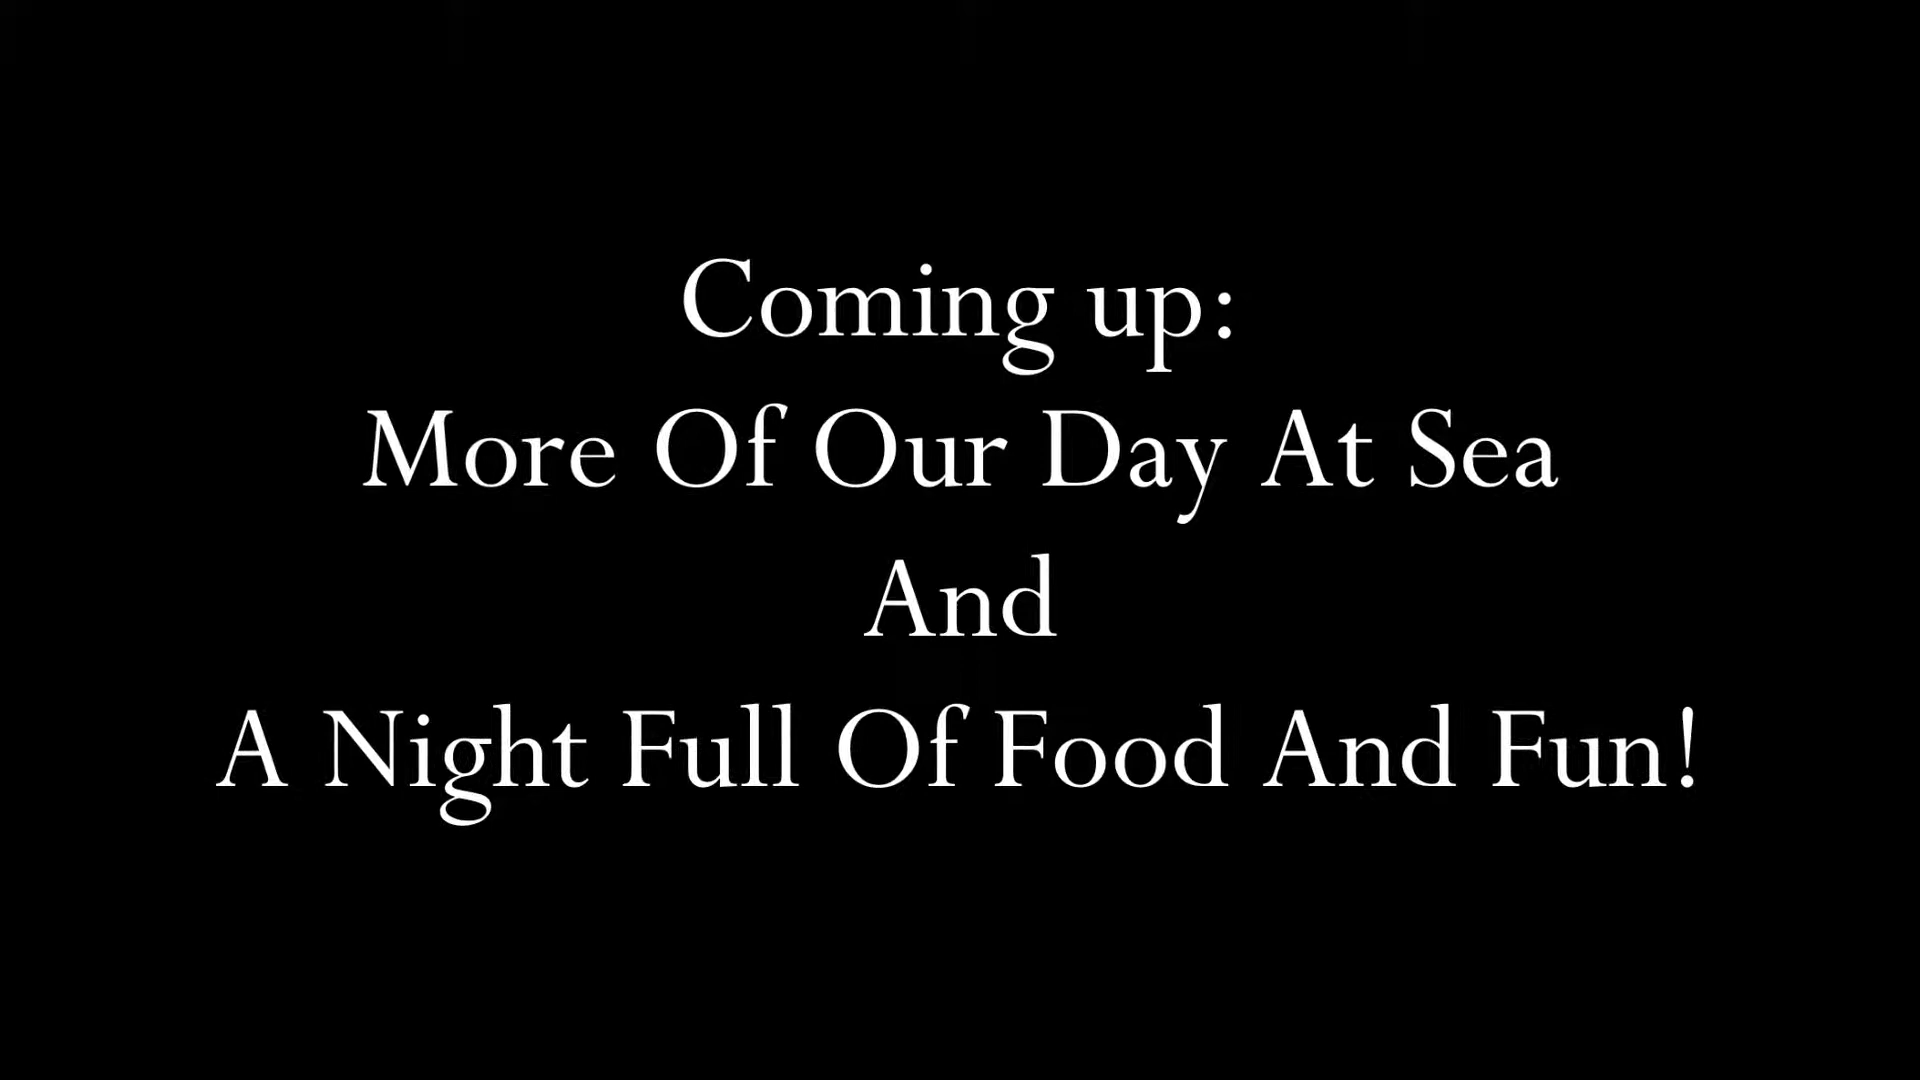 Coming up:
More Of Our Day At Sea
And
A Night Full Of Food And Fun!